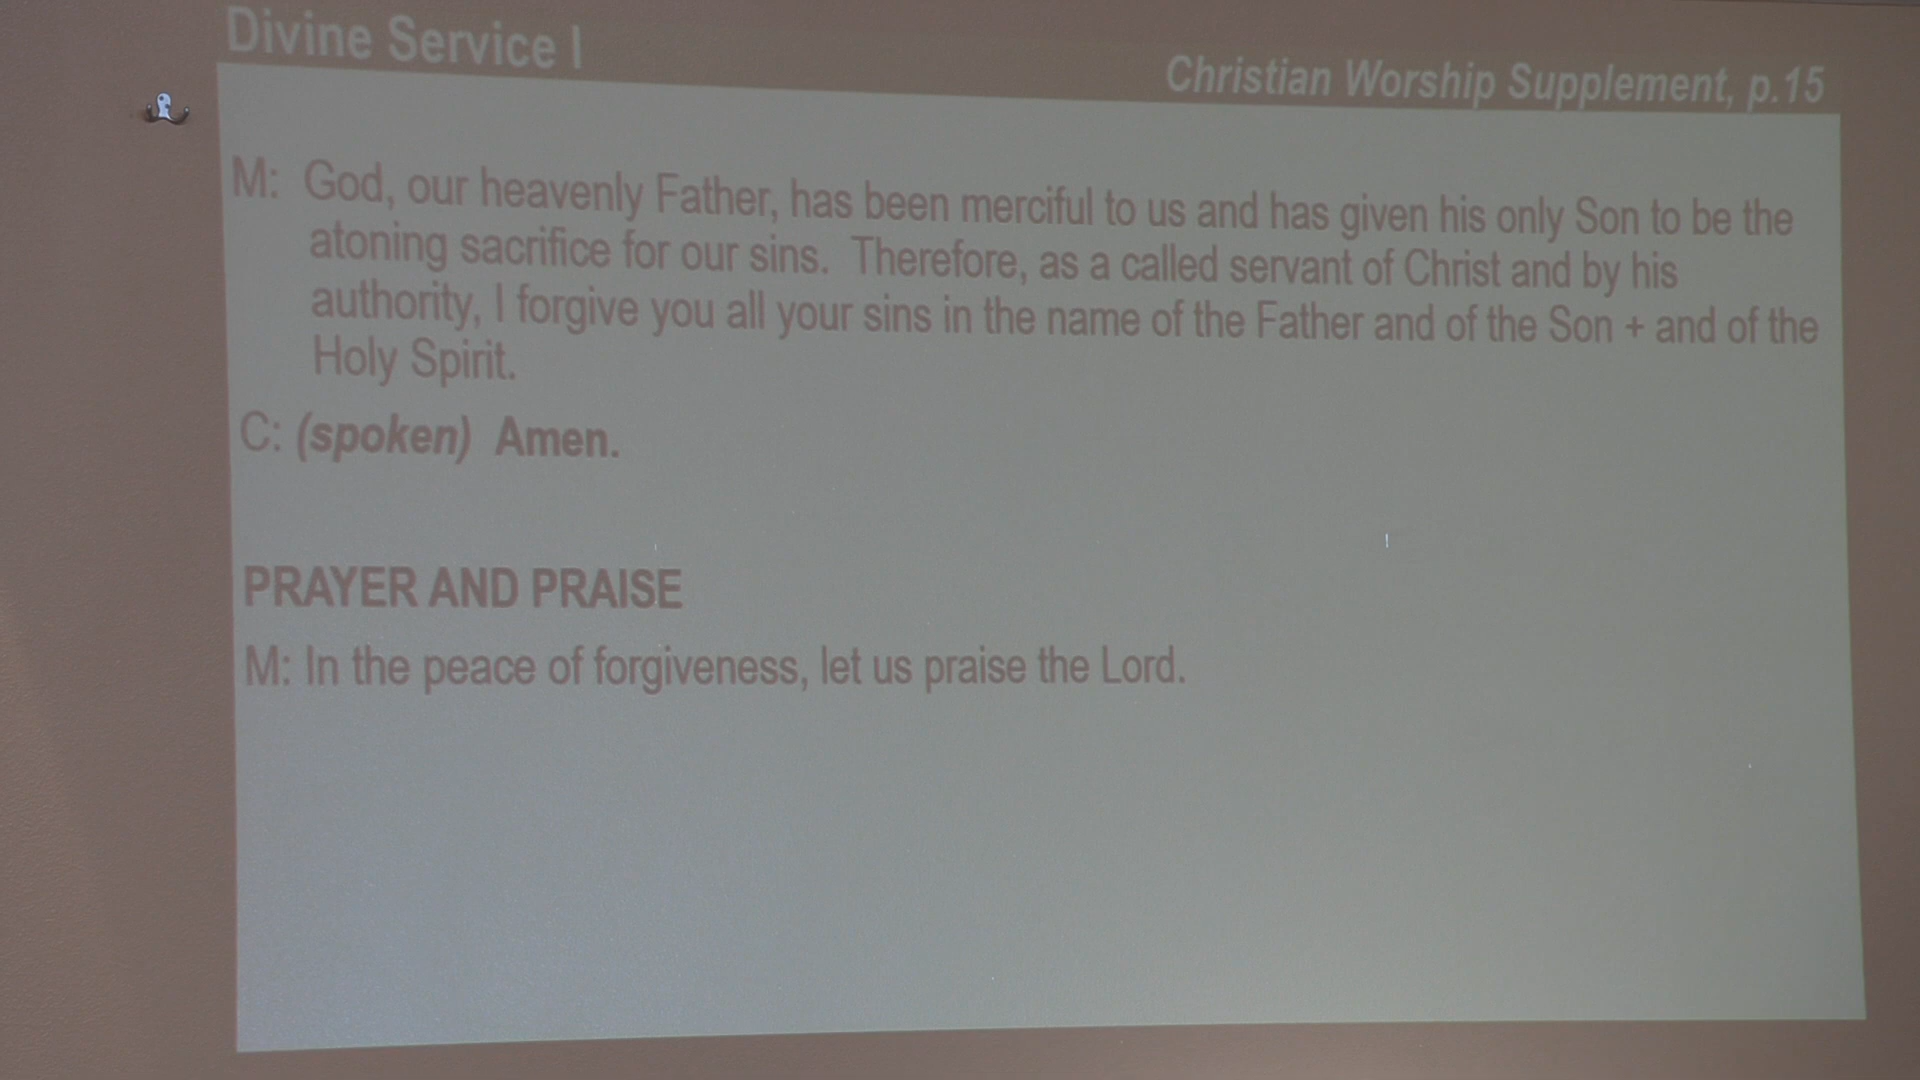 Divine Service I
Christian Worship Supplement, p.15
M: God, our heavenly Father, has been merciful to us and has given his only Son to be the
atoning sacrifice for our sins. Therefore, as a called servant of Christ and by his
authority, I forgive you all your sins in the name of the Father and of the Son + and of the
Holy Spirit.
C: (spoken) Amen.
PRAYER AND PRAISE
M: In the peace of forgiveness, let us praise the Lord.